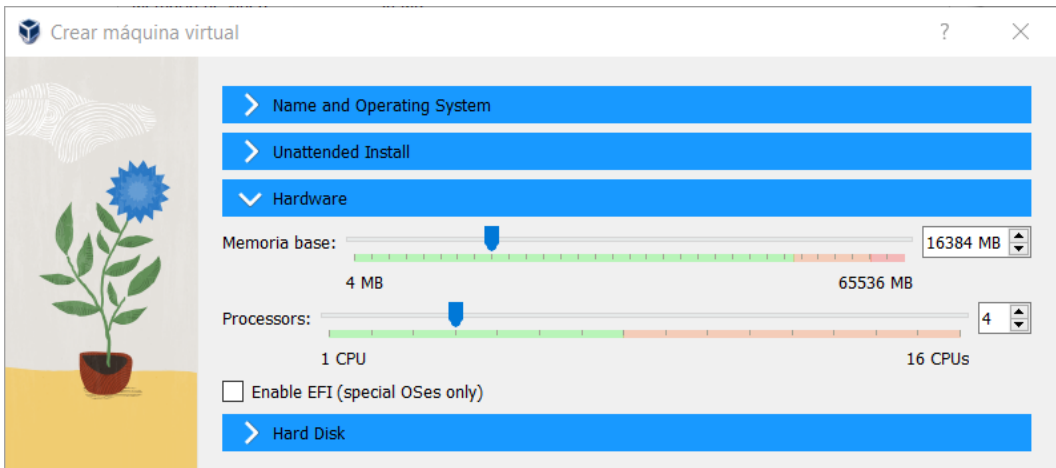 Crear máquina virtual
Name and Operating System
Unattended Install
Hardware
Memoria base: 16384 MB
4 MB 65536 MB
Processors: 4
1 CPU 16 CPUs
Enable EFI (special OSes only)
Hard Disk